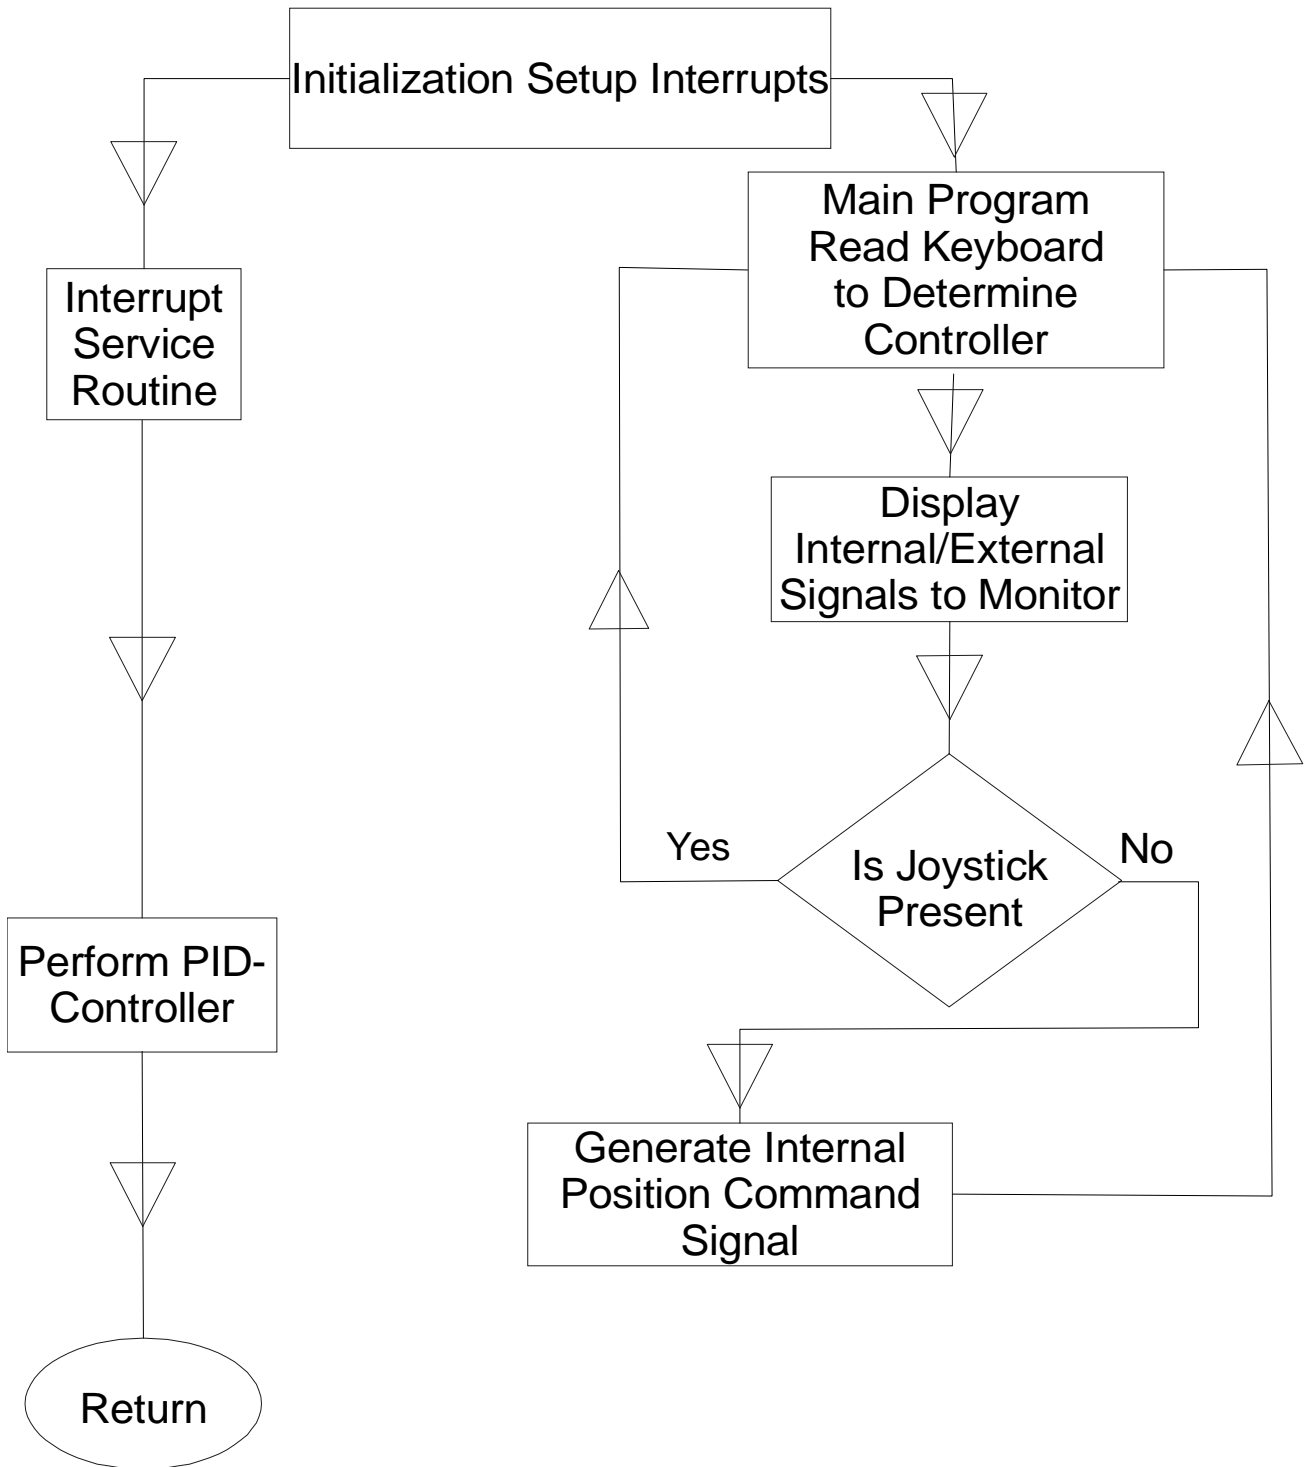 Initialization Setup Interrupts
Main Program
Read Keyboard
to Determine
Controller
Interrupt
Service
Routine
Display
Internal/External
Signals to Monitor
Yes
No
Is Joystick
Present
Perform PID-
Controller
Generate Internal
Position Command
Signal
Return